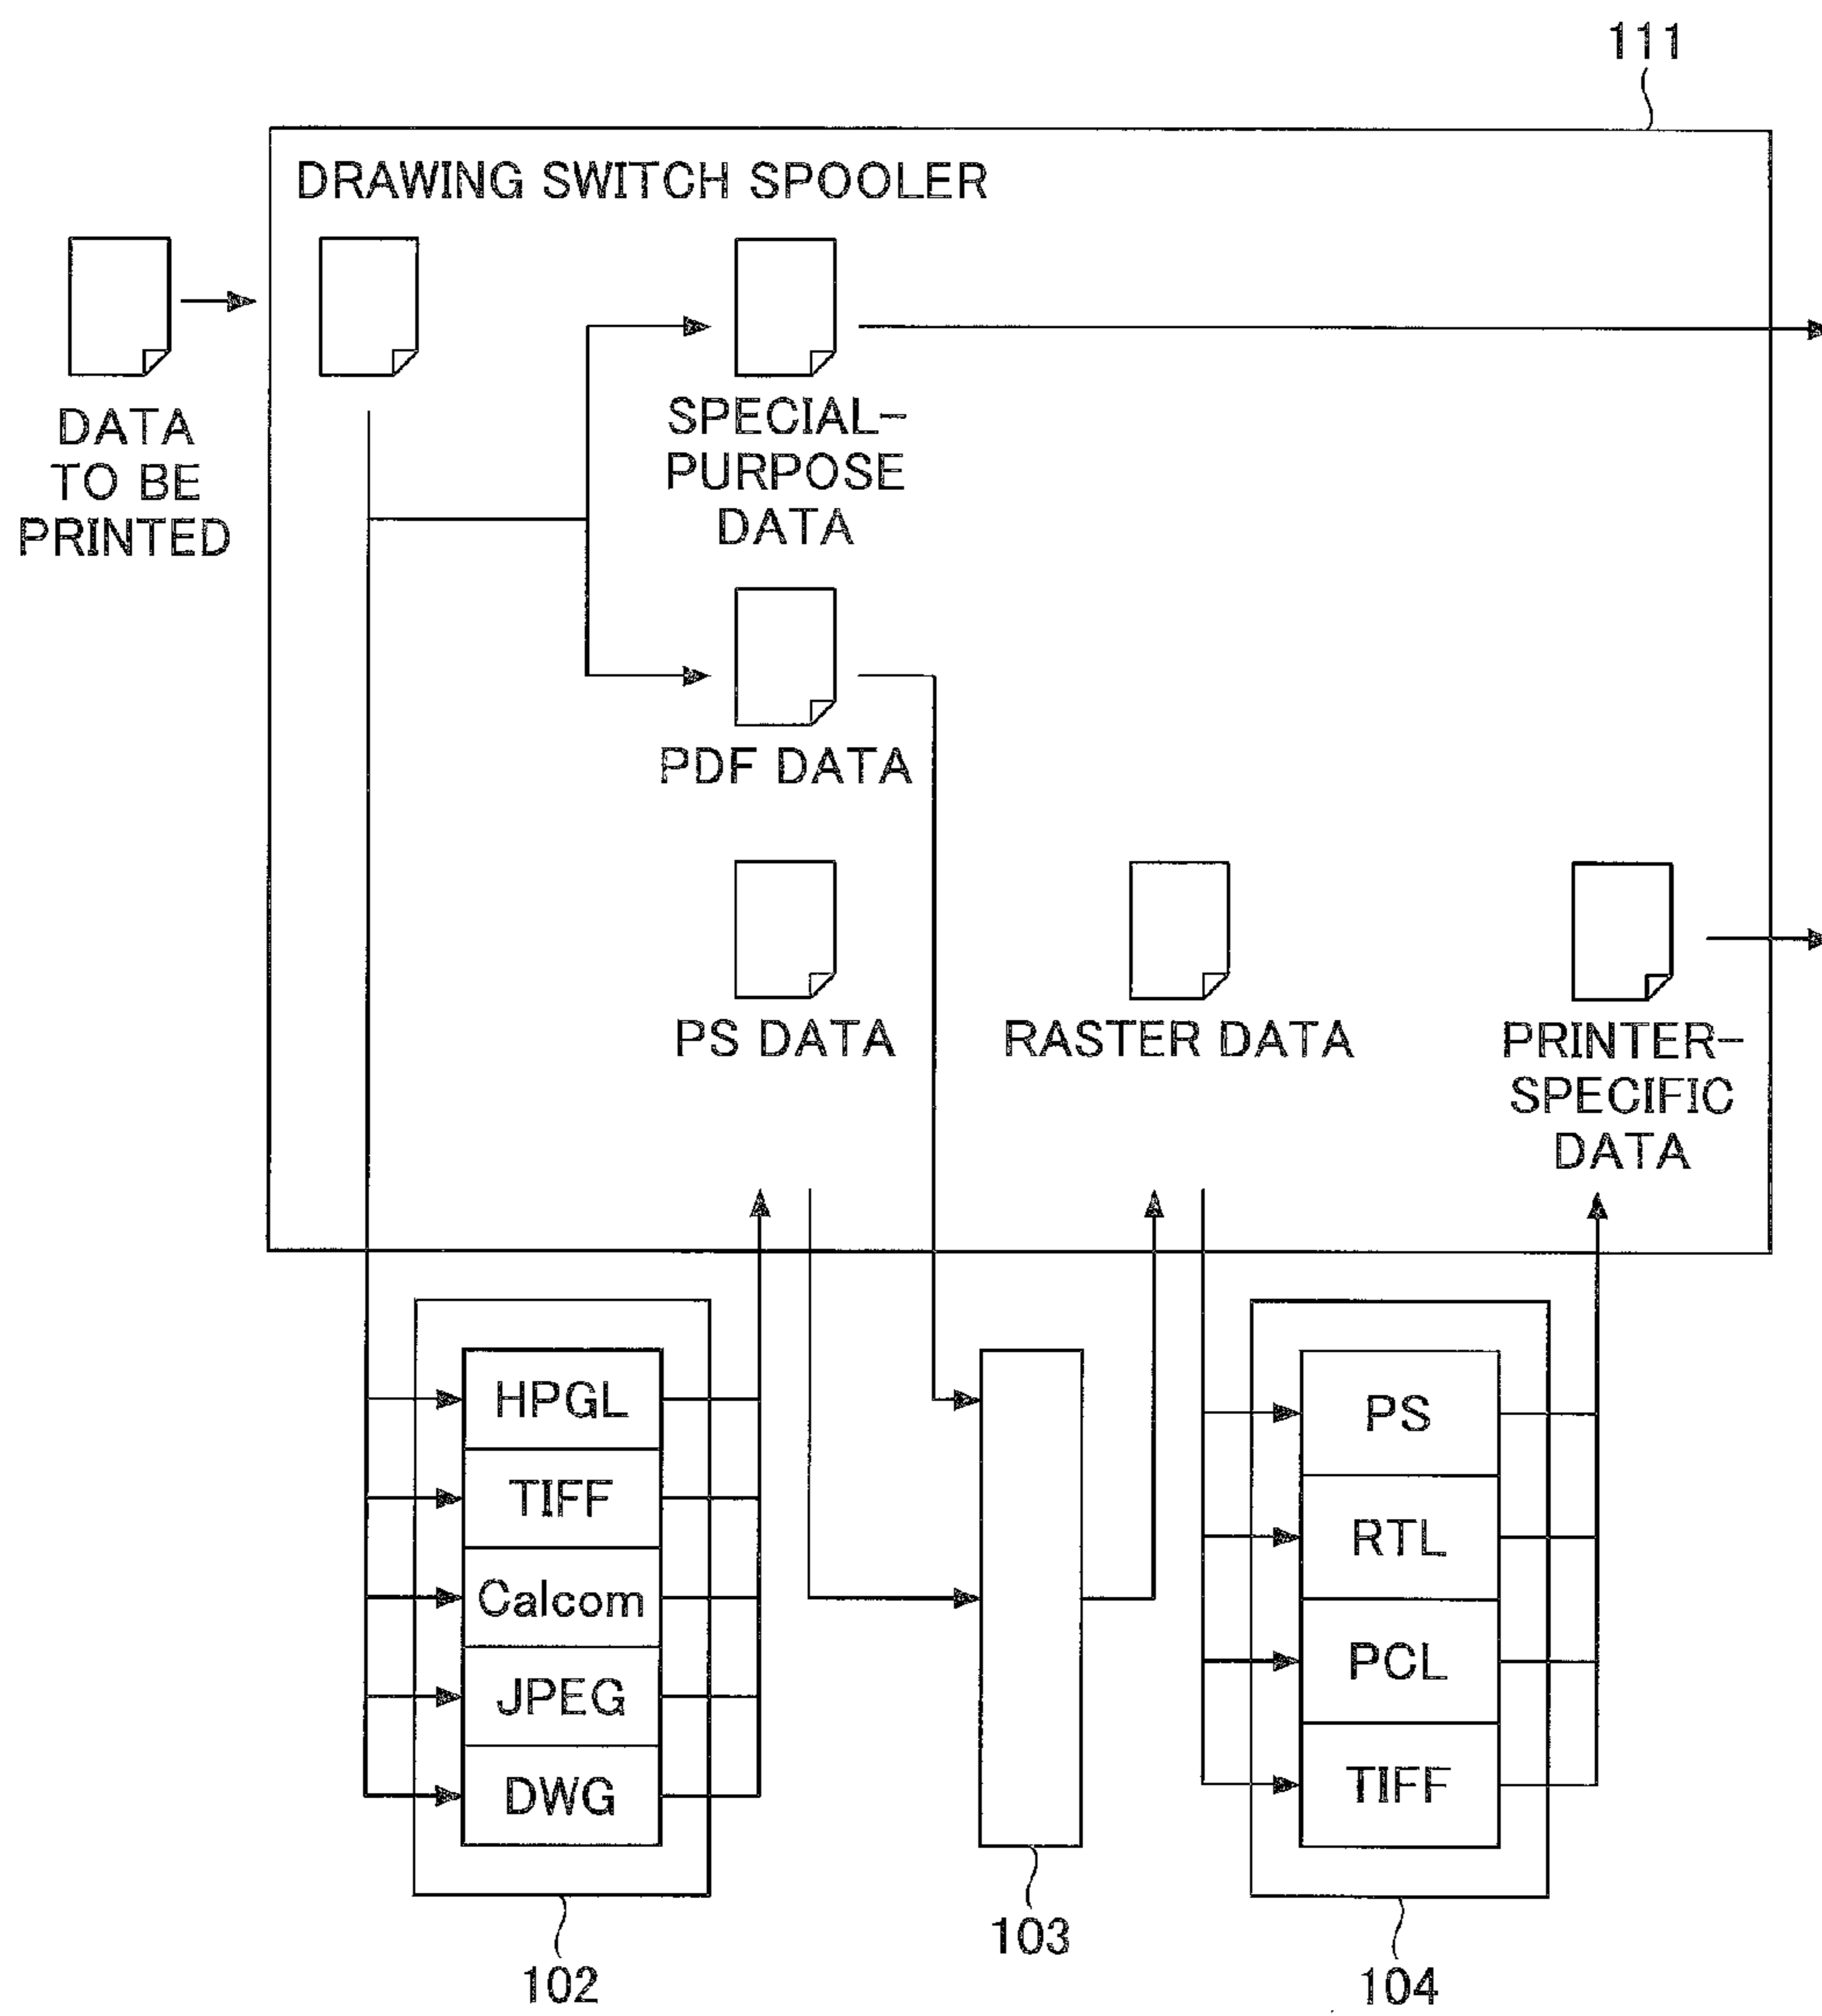 111
DRAWING SWITCH SPOOLER
DATA
TO BE
PRINTED
SPECIAL-
PURPOSE
DATA
PDF DATA
PS DATA
RASTER DATA
PRINTER-
SPECIFIC
DATA
HPGL
TIFF
Calcom
JPEG
DWG
PS
RTL
PCL
TIFF
102
103
104